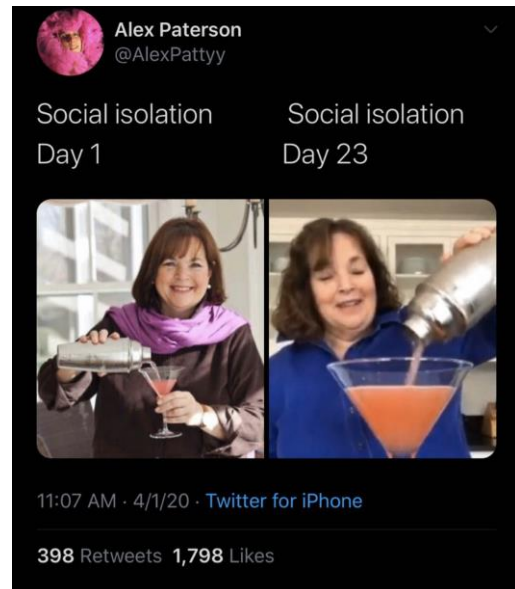 Alex Paterson
@AlexPattyy
Social isolation Social isolation
Day 1 Day 23
11:07 AM · 4/1/20 · Twitter for iPhone
398 Retweets 1,798 Likes